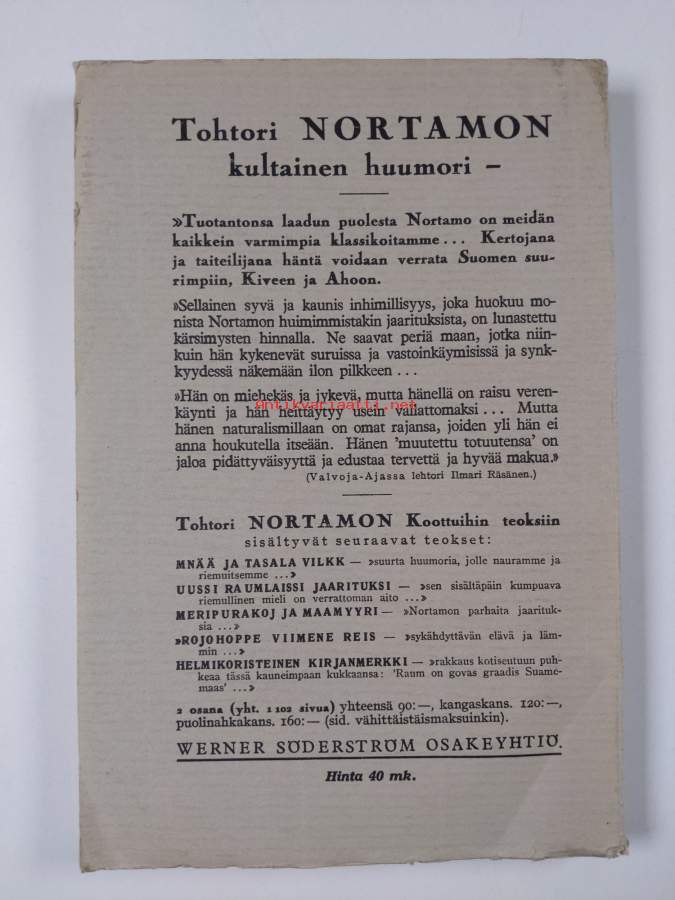 Tohtori NORTAMON
kultainen huumori —
»Tuotantonsa laadun puolesta Nortamo on meidän
kaikkein varmimpia klassikoitamme... Kertojana
ja taiteilijana häntä voidaan verrata Suomen suu-
rimpiin, Kiveen ja Ahoon.
»Sellainen syvä ja kaunis inhimillisyys, joka huokuu mo-
nista Nortamon huimimmistakin jaarituksista, on lunastettu
kärsimysten hinnalla. Ne saavat periä maan, jotka niin-
kuin hän kykenevät suruissa ja vastoinkäymisissä ja synk-
kyydessä näkemään ilon pilkkeen ...
»Hän on miehekäs ja jykevä, mutta hänellä on raisu veren-
antikvariaatti.net
käynti ja hän heittäytyy usein vallattomaksi... Mutta
hänen naturalismillaan on omat rajansa, joiden yli hän ei
anna houkutella itseään. Hänen 'muutettu totuutensa' on
jaloa pidättyväisyyttä ja edustaa tervettä ja hyvää makua.»
(Valvoja-Ajassa lehtori Ilmari Räsänen.)
Tohtori NORTAMON Koottuihin teoksiin
sisältyvät seuraavat teokset:
MNÄÄ JA TASALA VILKK — »suurta huumoria, jolle nauramme ja
riemuitsemme ...»
UUSSI RAUMLAISSI JAARITUKSI — »sen sisältäpäin kumpuava
riemullinen mieli on verrattoman aito ...»
MERIPURAKOJ JA MAAMYYRI — »Nortamon parhaita jaarituk-
sia ...»
»ROJOHOPPE VIIMENE REIS — »sykähdyttävän elävä ja läm-
min ...»
HELMIKORISTEINEN KIRJANMERKKI — »rakkaus kotiseutuun puh-
keaa tässä kauneimpaan kukkaansa: 'Raum on govas graadis Suame-
maas' ...»
2 osana (yht. 1102 sivua) yhteensä 90:—, kangaskans. 120:—,
puolinahkakans. 160:— (sid. vähittäistäismaksuinkin).
WERNER SÖDERSTRÖM OSAKEYHTIÖ.
Hinta 40 mk.